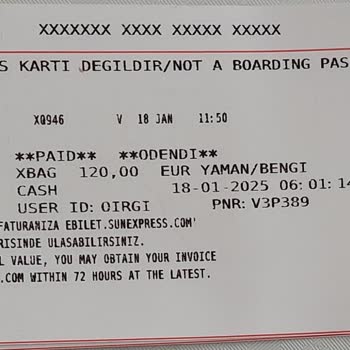 XXXXXXX XXXX XXXXX XXXXX
S KARTI DEGILDIR/NOT A BOARDING PAS
XQ946 V 18 JAN 11:50
**PAID** **ODENDI**
XBAG 120,00 EUR YAMAN/BENGI
CASH 18-01-2025 06:01:14
USER ID: OIRGI PNR: V3P389
FATURANIZA EBILET.SUNEXPRESS.COM'
RISINDE ULASABILIRSINIZ.
L VALUE, YOU MAY OBTAIN YOUR INVOICE
.COM WITHIN 72 HOURS AT THE LATEST.